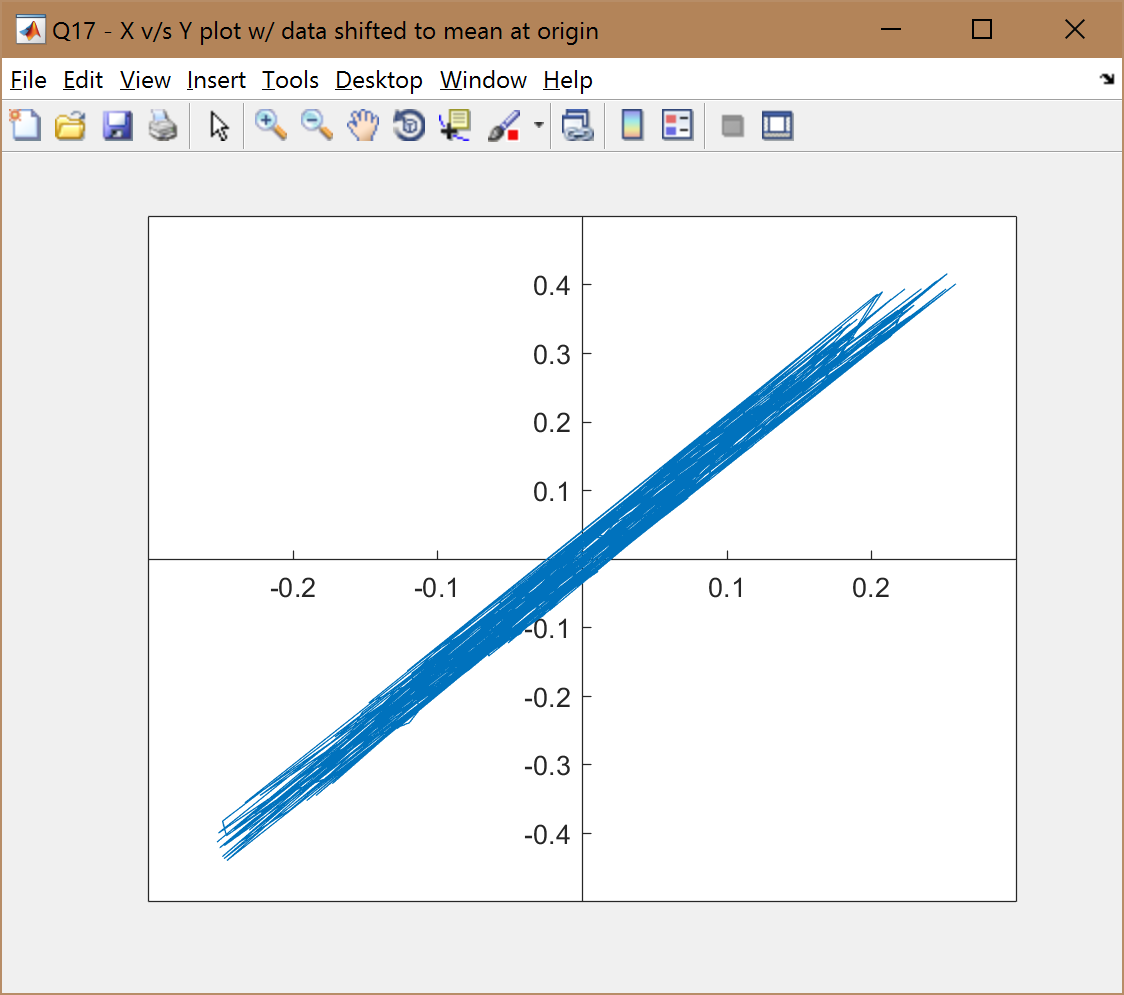 Q17 - X v/s Y plot w/ data shifted to mean at origin
File Edit View Insert Tools Desktop Window Help
0.4
0.3
0.2
0.1
-0.2 -0.1 0.1 0.2
-0.1
-0.2
-0.3
-0.4